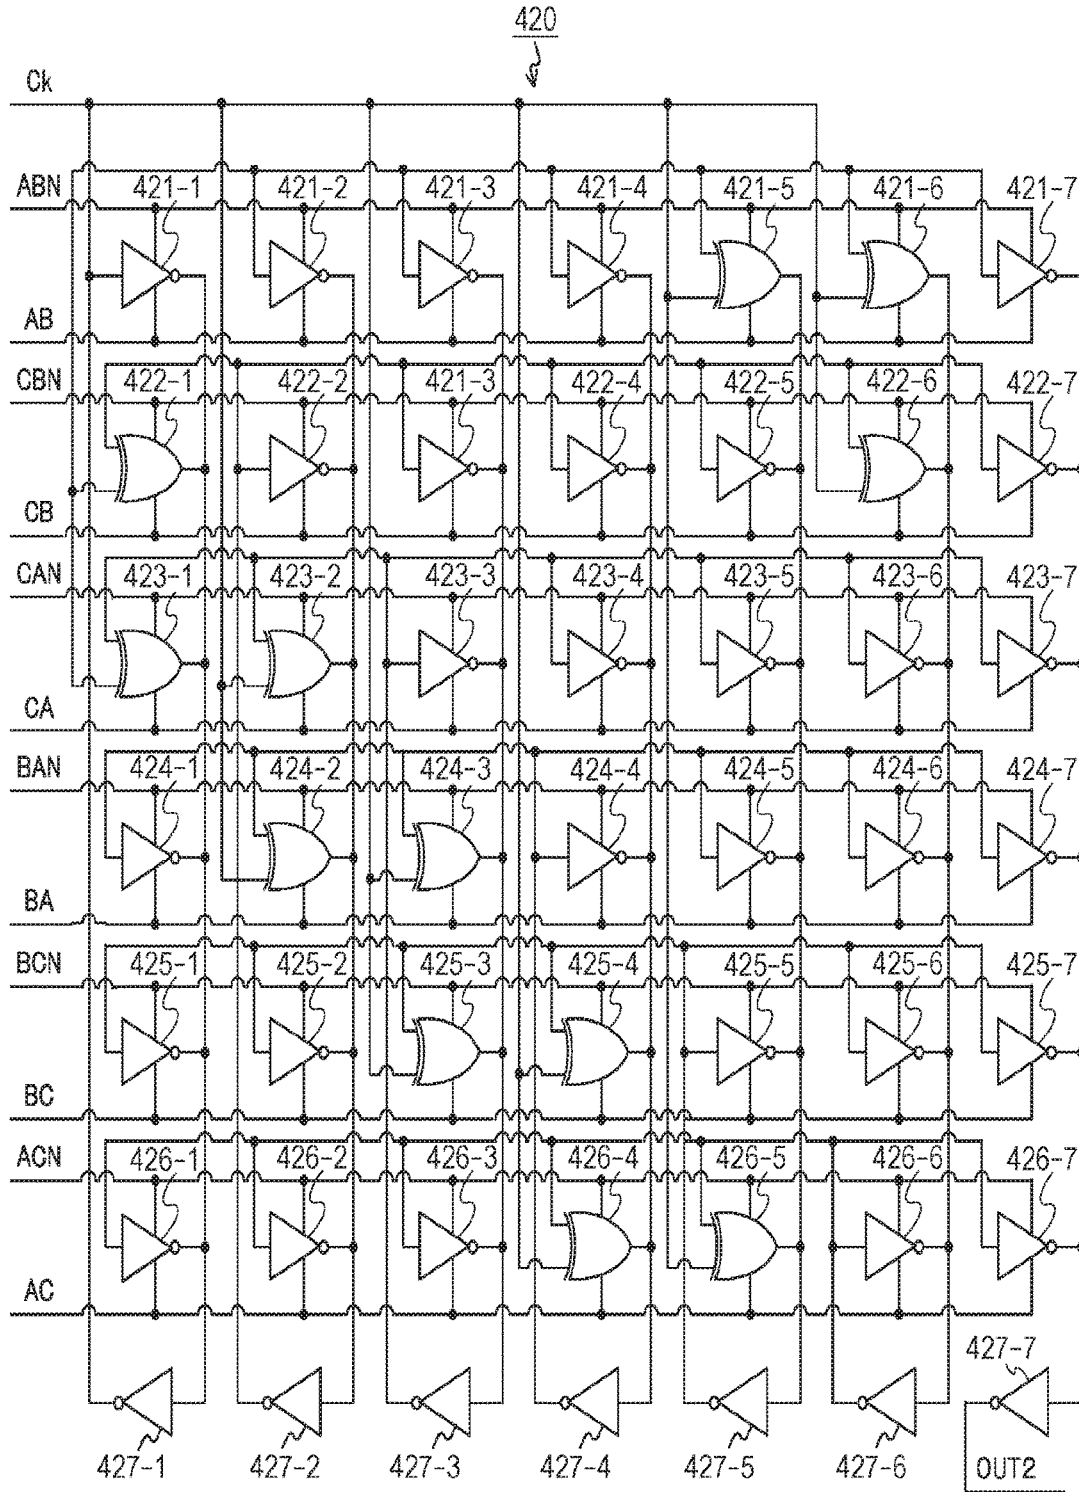 420
Ck
ABN 421-1 421-2 421-3 421-4 421-5 421-6 421-7
AB
CBN 422-1 422-2 421-3 422-4 422-5 422-6 422-7
CB
CAN 423-1 423-2 423-3 423-4 423-5 423-6 423-7
CA
BAN 424-1 424-2 424-3 424-4 424-5 424-6 424-7
BA
BCN 425-1 425-2 425-3 425-4 425-5 425-6 425-7
BC
ACN 426-1 426-2 426-3 426-4 426-5 426-6 426-7
AC
427-7
427-1 427-2 427-3 427-4 427-5 427-6 OUT2